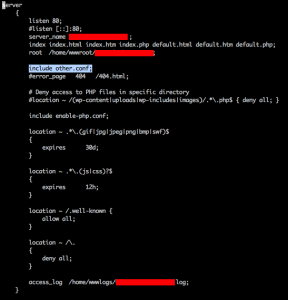 server
{
listen 80;
#listen [::]:80;
server_name
index index.html index.htm index.php default.html default.htm default.php;
root /home/wwwroot/
include other.conf;
#error_page 404 /404.html;
# Deny access to PHP files in specific directory
#location ~ /(wp-content|uploads|wp-includes|images)/.*\.php$ { deny all; }
include enable-php.conf;
location ~ .*\.(gif|jpg|jpeg|png|bmp|swf)$
{
expires 30d;
}
location ~ .*\.(js|css)?$
{
expires 12h;
}
location ~ /.well-known {
allow all;
}
location ~ /\.
{
deny all;
}
access_log /home/wwwlogs/ log;
}